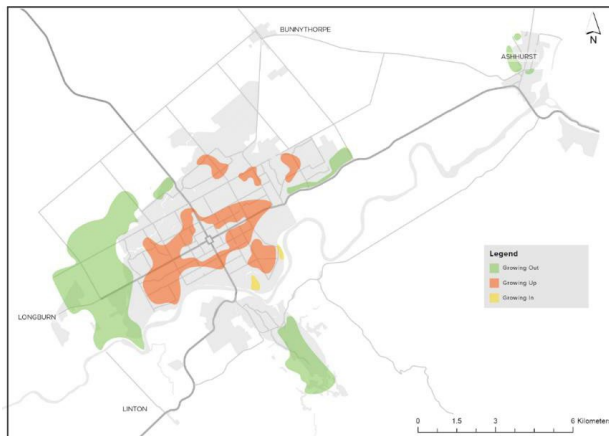 BUNNYTHORPE
N
ASHHURST
Legend
Growing Out
Growing Up
Growing In
LONGBURN
LINTON
0 1.5 3 6 Kilometers